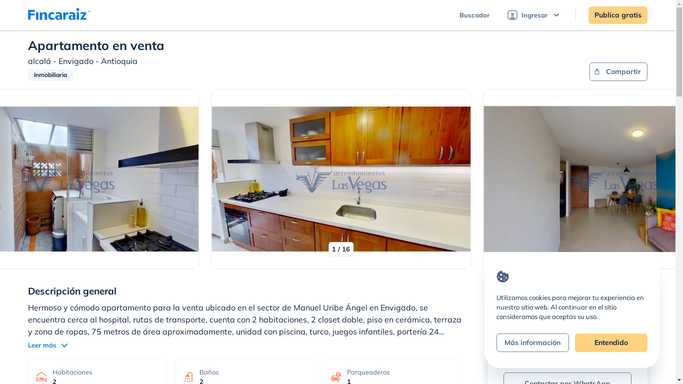 Fincaraiz
Buscador
Ingresar
Publica gratis
Apartamento en venta
alcalá - Envigado - Antioquia
Inmobiliaria
Compartir
arrendamientos
Las Vegas
arrendamientos
Las Vegas
1 / 16
Descripción general
Hermoso y cómodo apartamento para la venta ubicado en el sector de Manuel Uribe Ángel en Envigado, se
encuentra cerca al hospital, rutas de transporte, cuenta con 2 habitaciones, 2 closet doble, piso en cerámica, terraza
y zona de ropas, 75 metros de área aproximadamente, unidad con piscina, turco, juegos infantiles, portería 24...
Leer más
Habitaciones
2
Baños
2
Parqueaderos
1
Utilizamos cookies para mejorar tu experiencia en
nuestro sitio web. Al continuar en el sitio
consideramos que aceptas su uso.
Más información
Entendido
Contactar por WhatsApp